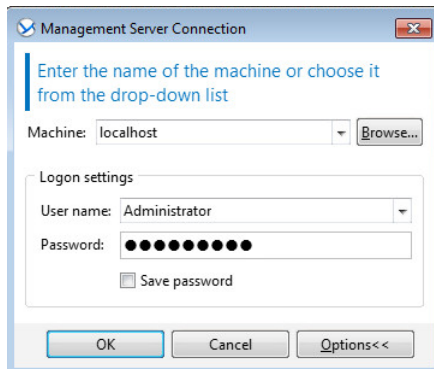 Management Server Connection
Enter the name of the machine or choose it
from the drop-down list
Machine: localhost Browse...
Logon settings
User name: Administrator
Password: ●●●●●●●●●
Save password
OK Cancel Options<<